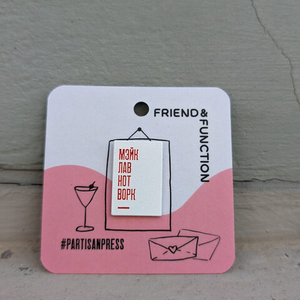 FRIEND & FUNCTION
МЭЙК
ЛАВ
НОТ
ВОРК
#PARTISANPRESS